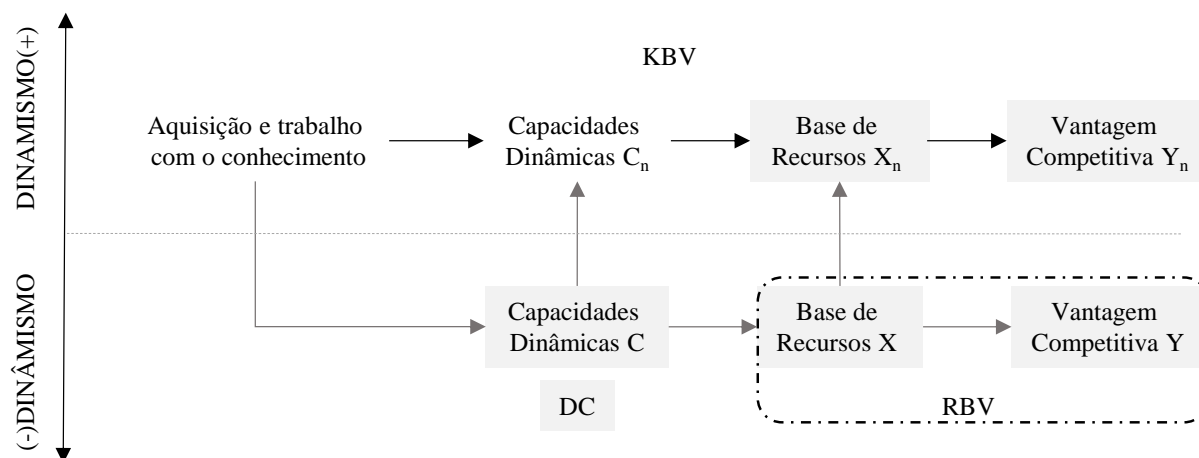 DINAMISMO(+)
KBV
Aquisição e trabalho
com o conhecimento
Capacidades
Dinâmicas Cn
Base de
Recursos Xn
Vantagem
Competitiva Yn
(-)DINÂMISMO
Capacidades
Dinâmicas C
Base de
Recursos X
Vantagem
Competitiva Y
DC
RBV